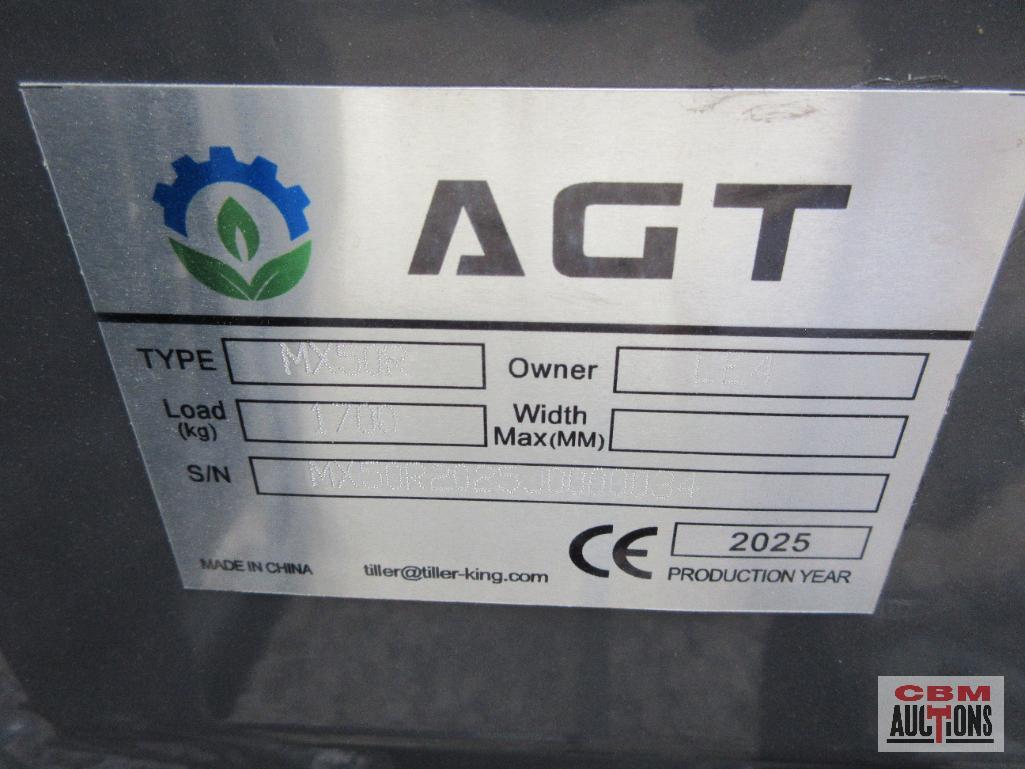 AGT
TYPE MX50R Owner L24
Load (kg) 1700 Width Max(MM)
S/N MX50R2025J0000034
CE 2025
MADE IN CHINA tiller@tiller-king.com PRODUCTION YEAR
CBM
AUCTIONS